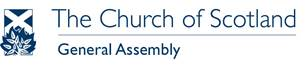 The Church of Scotland
General Assembly